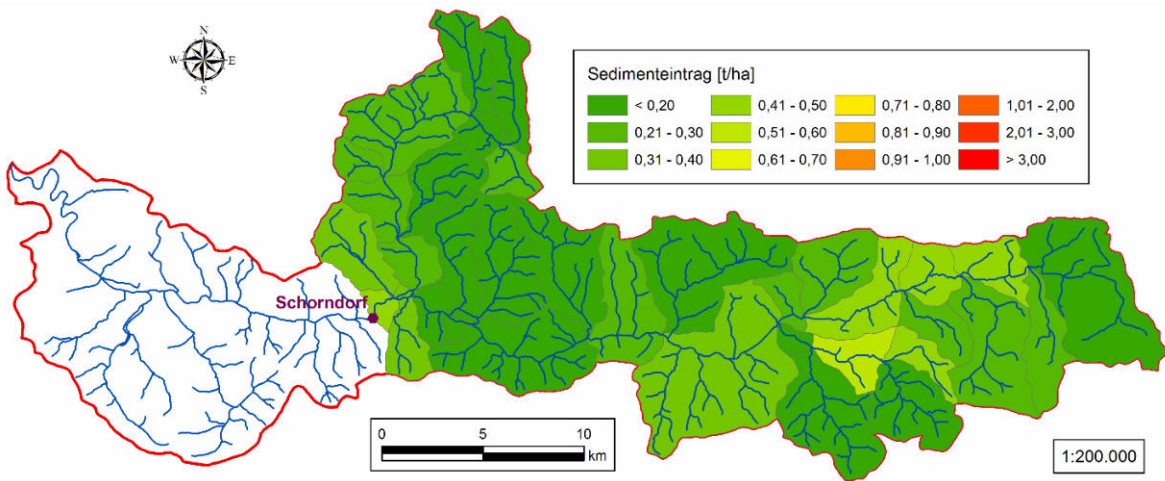 N
W E
S
Sedimenteintrag [t/ha]
< 0,20 0,41 - 0,50 0,71 - 0,80 1,01 - 2,00
0,21 - 0,30 0,51 - 0,60 0,81 - 0,90 2,01 - 3,00
0,31 - 0,40 0,61 - 0,70 0,91 - 1,00 > 3,00
Schorndorf
0 5 10
km
1:200.000